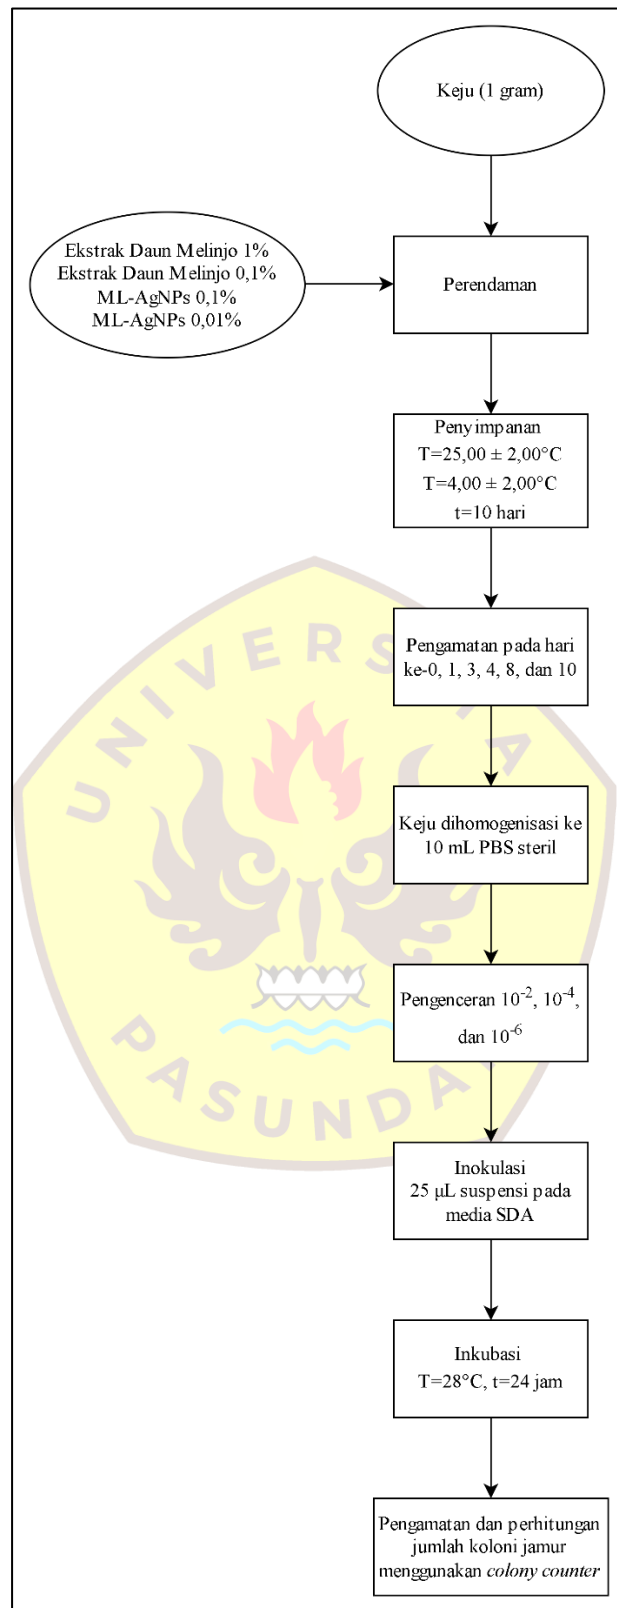 Keju (1 gram)
Ekstrak Daun Melinjo 1%
Ekstrak Daun Melinjo 0,1%
ML-AgNPs 0,1%
ML-AgNPs 0,01%
Perendaman
Penyimpanan
T=25,00 ± 2,00°C
T=4,00 ± 2,00°C
t=10 hari
Pengamatan pada hari
ke-0, 1, 3, 4, 8, dan 10
Keju dihomogenisasi ke
10 mL PBS steril
Pengenceran 10⁻², 10⁻⁴,
dan 10⁻⁶
Inokulasi
25 µL suspensi pada
media SDA
Inkubasi
T=28°C, t=24 jam
Pengamatan dan perhitungan
jumlah koloni jamur
menggunakan colony counter
UNIVERSITA
PASUNDA